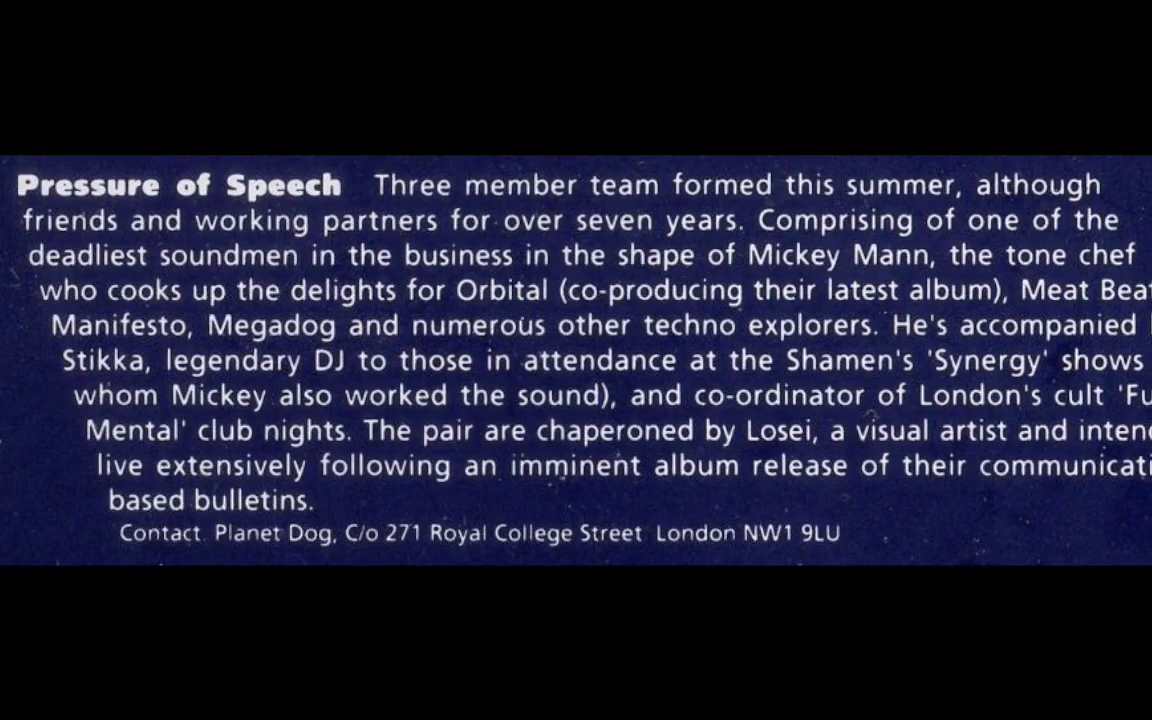 Pressure of Speech Three member team formed this summer, although
friends and working partners for over seven years. Comprising of one of the
deadliest soundmen in the business in the shape of Mickey Mann, the tone chef
who cooks up the delights for Orbital (co-producing their latest album), Meat
Manifesto, Megadog and numerous other techno explorers. He's accompanied
Stikka, legendary DJ to those in attendance at the Shamen's 'Synergy' shows
whom Mickey also worked the sound), and co-ordinator of London's cult
Mental' club nights. The pair are chaperoned by Losei, a visual artist and
live extensively following an imminent album release of their
based bulletins.
Contact Planet Dog, C/o 271 Royal College Street London NW1 9LU